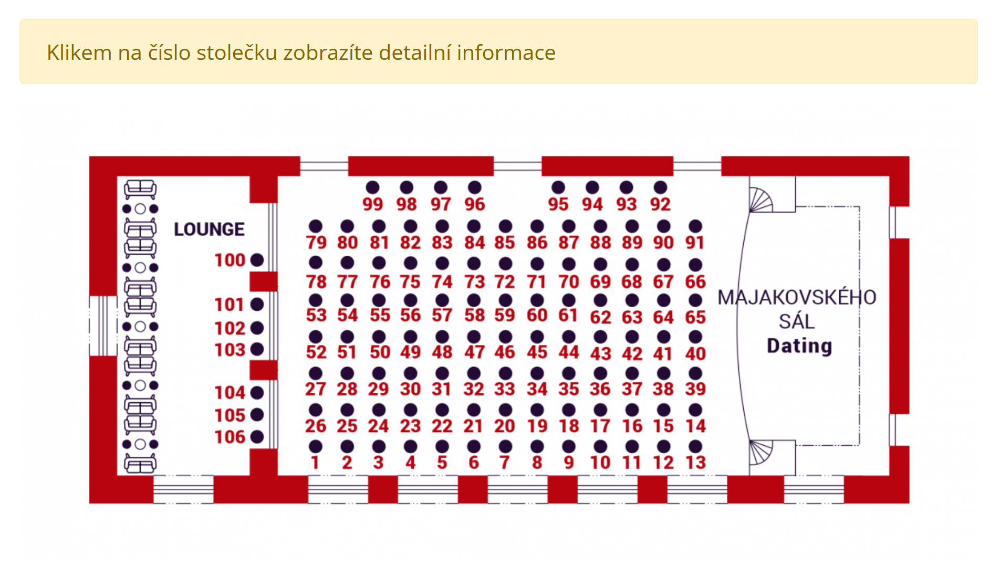 Klikem na číslo stolečku zobrazíte detailní informace
99 98 97 96 95 94 93 92
LOUNGE
79 80 81 82 83 84 85 86 87 88 89 90 91
100
78 77 76 75 74 73 72 71 70 69 68 67 66
MAJAKOVSKÉHO
SÁL
Dating
101
53 54 55 56 57 58 59 60 61 62 63 64 65
102
103
52 51 50 49 48 47 46 45 44 43 42 41 40
104
27 28 29 30 31 32 33 34 35 36 37 38 39
105
26 25 24 23 22 21 20 19 18 17 16 15 14
106
1 2 3 4 5 6 7 8 9 10 11 12 13